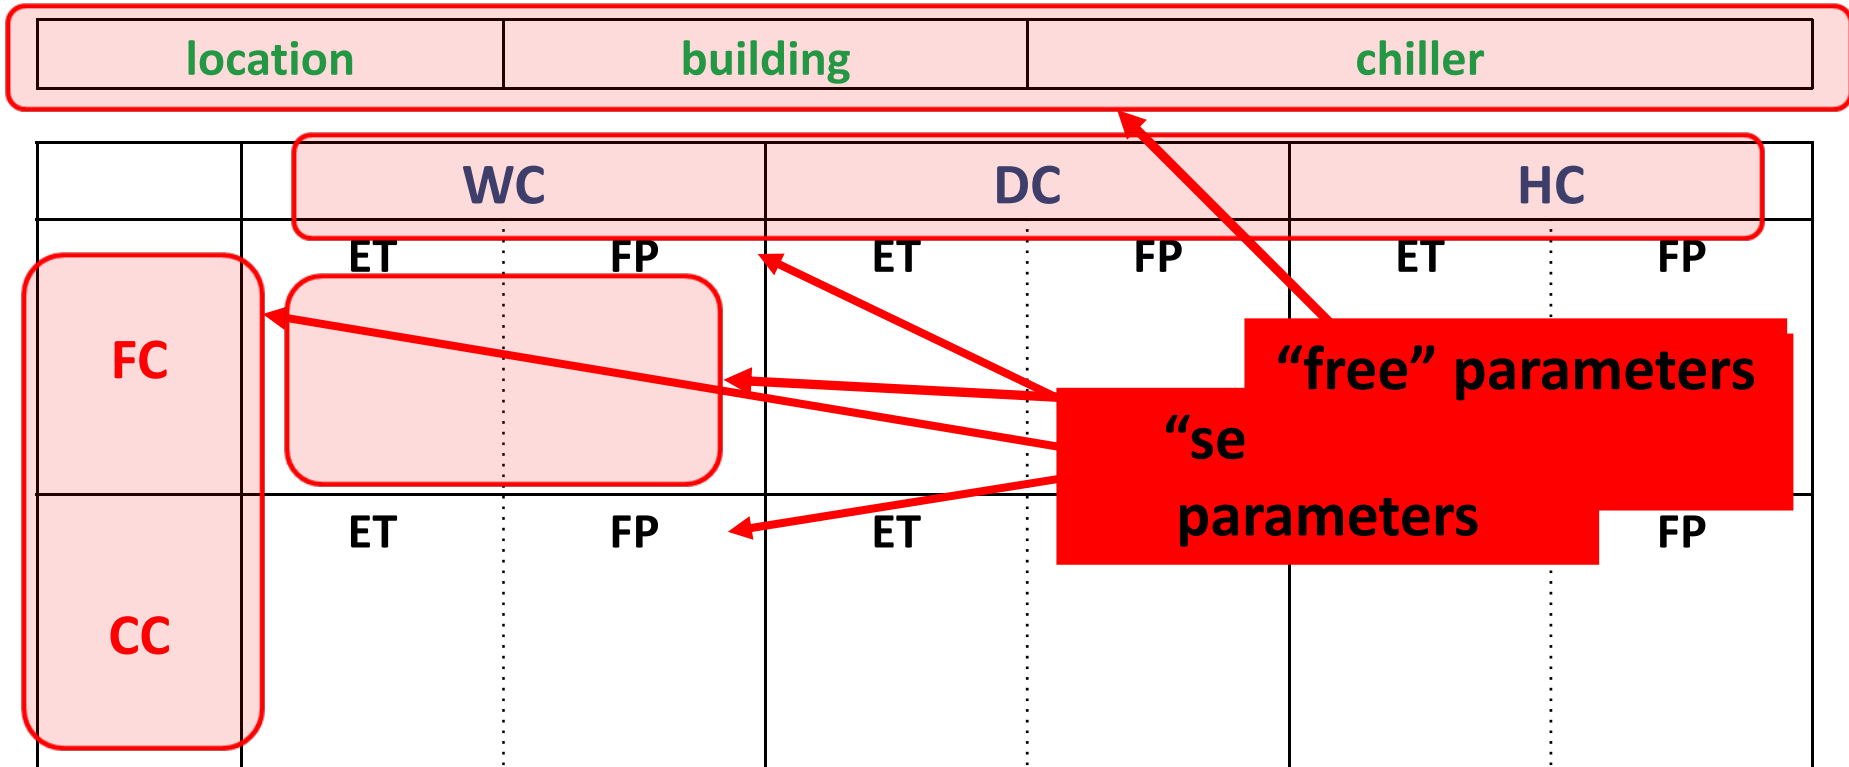 location building chiller
WC DC HC
ET FP ET FP ET FP
FC
“free” parameters
“se
parameters
ET FP ET FP
CC